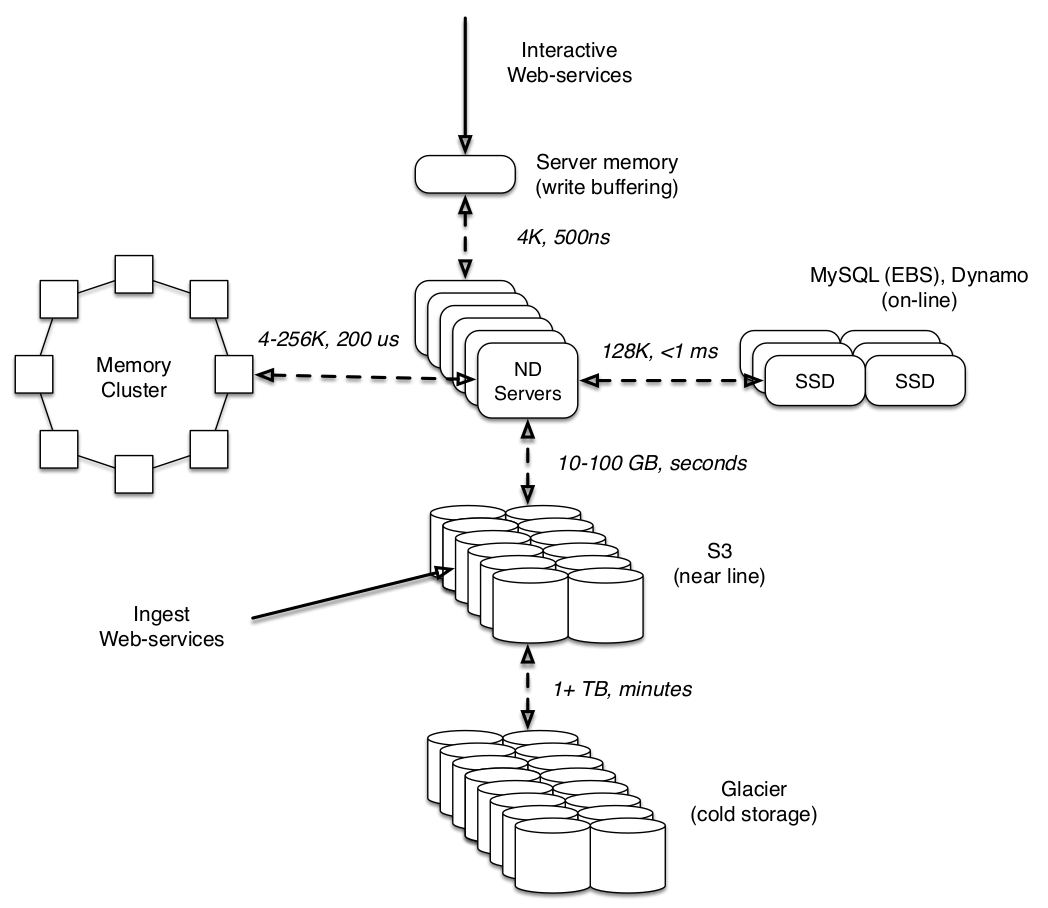 Interactive
Web-services
Server memory
(write buffering)
4K, 500ns
MySQL (EBS), Dynamo
(on-line)
4-256K, 200 us
128K, <1 ms
Memory
Cluster
ND
Servers
SSD
SSD
10-100 GB, seconds
S3
(near line)
Ingest
Web-services
1+ TB, minutes
Glacier
(cold storage)